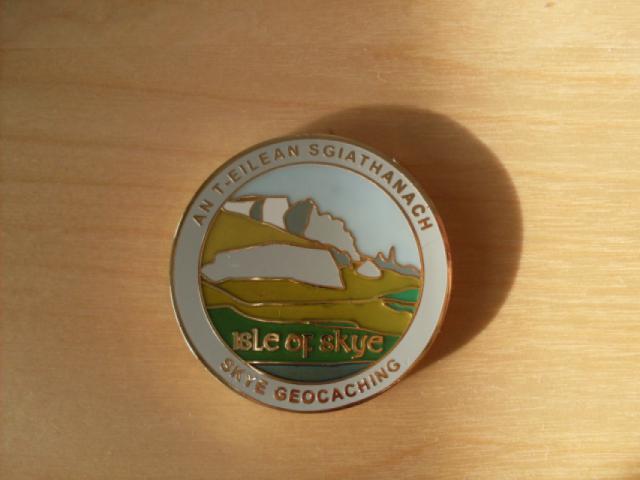 AN T-EILEAN SGIATHANACH
ISLE OF SKYE
SKYE GEOCACHING